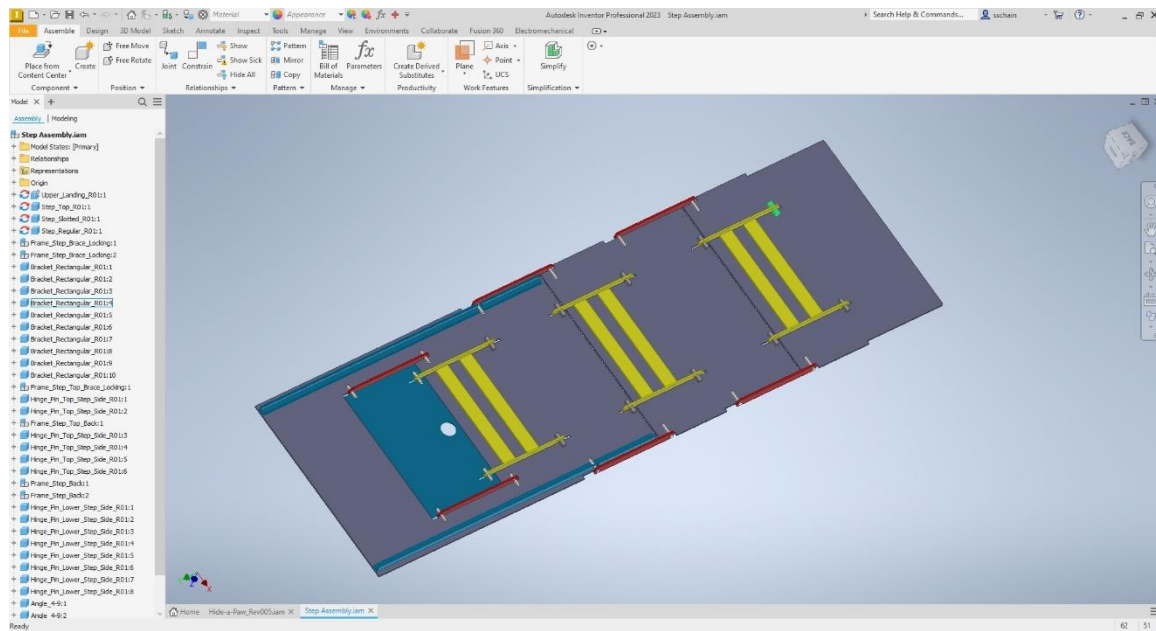 Material
Appearance
Autodesk Inventor Professional 2023 Step Assembly.iam
Search Help & Commands...
sschain
File Assemble Design 3D Model Sketch Annotate Inspect Tools Manage View Environments Collaborate Fusion 360 Electromechanical
Place from Content Center
Create
Free Move
Free Rotate
Joint
Constrain
Show
Show Sick
Hide All
Pattern
Mirror
Copy
Bill of Materials
fx
Parameters
Create Derived Substitutes
Plane
Axis
Point
UCS
Simplify
Component
Position
Relationships
Pattern
Manage
Productivity
Work Features
Simplification
Model
Assembly | Modeling
Step Assembly.iam
Model States: [Primary]
Relationships
Representations
Origin
Upper_Landing_R01:1
Step_Top_R01:1
Step_Slotted_R01:1
Step_Regular_R01:1
Frame_Step_Brace_Locking:1
Frame_Step_Brace_Locking:2
Bracket_Rectangular_R01:1
Bracket_Rectangular_R01:2
Bracket_Rectangular_R01:3
Bracket_Rectangular_R01:4
Bracket_Rectangular_R01:5
Bracket_Rectangular_R01:6
Bracket_Rectangular_R01:7
Bracket_Rectangular_R01:8
Bracket_Rectangular_R01:9
Bracket_Rectangular_R01:10
Frame_Step_Top_Brace_Locking:1
Hinge_Pin_Top_Step_Side_R01:1
Hinge_Pin_Top_Step_Side_R01:2
Frame_Step_Top_Back:1
Hinge_Pin_Top_Step_Side_R01:3
Hinge_Pin_Top_Step_Side_R01:4
Hinge_Pin_Top_Step_Side_R01:5
Hinge_Pin_Top_Step_Side_R01:6
Frame_Step_Back:1
Frame_Step_Back:2
Hinge_Pin_Lower_Step_Side_R01:1
Hinge_Pin_Lower_Step_Side_R01:2
Hinge_Pin_Lower_Step_Side_R01:3
Hinge_Pin_Lower_Step_Side_R01:4
Hinge_Pin_Lower_Step_Side_R01:5
Hinge_Pin_Lower_Step_Side_R01:6
Hinge_Pin_Lower_Step_Side_R01:7
Hinge_Pin_Lower_Step_Side_R01:8
Angle_4-9:1
Angle_4-9:2
Home Hide-a-Paw_Rev005.iam Step Assembly.iam
Ready
62 51